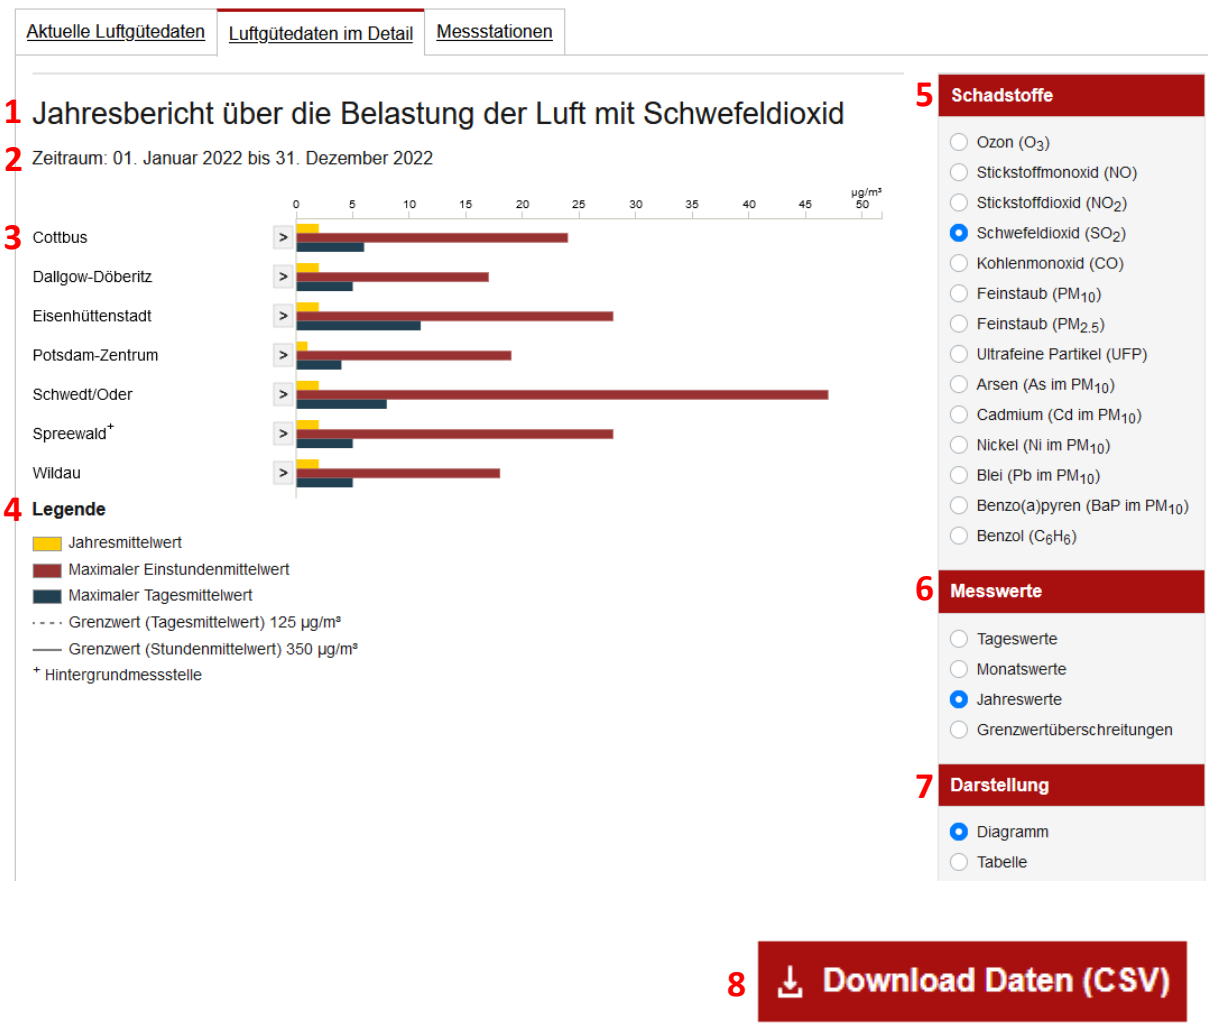 Aktuelle Luftgütedaten
Luftgütedaten im Detail
Messstationen
1 Jahresbericht über die Belastung der Luft mit Schwefeldioxid
2 Zeitraum: 01. Januar 2022 bis 31. Dezember 2022
µg/m³
0 5 10 15 20 25 30 35 40 45 50
3 Cottbus >
Dallgow-Döberitz >
Eisenhüttenstadt >
Potsdam-Zentrum >
Schwedt/Oder >
Spreewald⁺ >
Wildau >
4 Legende
Jahresmittelwert
Maximaler Einstundenmittelwert
Maximaler Tagesmittelwert
Grenzwert (Tagesmittelwert) 125 µg/m³
Grenzwert (Stundenmittelwert) 350 µg/m³
⁺ Hintergrundmessstelle
5 Schadstoffe
Ozon (O₃)
Stickstoffmonoxid (NO)
Stickstoffdioxid (NO₂)
Schwefeldioxid (SO₂)
Kohlenmonoxid (CO)
Feinstaub (PM₁₀)
Feinstaub (PM₂.₅)
Ultrafeine Partikel (UFP)
Arsen (As im PM₁₀)
Cadmium (Cd im PM₁₀)
Nickel (Ni im PM₁₀)
Blei (Pb im PM₁₀)
Benzo(a)pyren (BaP im PM₁₀)
Benzol (C₆H₆)
6 Messwerte
Tageswerte
Monatswerte
Jahreswerte
Grenzwertüberschreitungen
7 Darstellung
Diagramm
Tabelle
8 Download Daten (CSV)